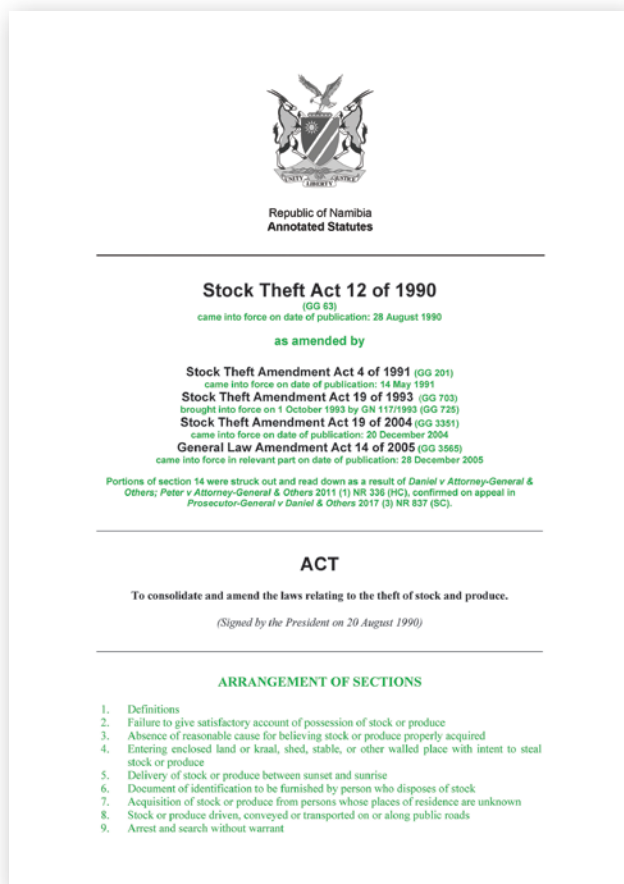 UNITY LIBERTY JUSTICE
Republic of Namibia
Annotated Statutes
Stock Theft Act 12 of 1990
(GG 63)
came into force on date of publication: 28 August 1990
as amended by
Stock Theft Amendment Act 4 of 1991 (GG 201)
came into force on date of publication: 14 May 1991
Stock Theft Amendment Act 19 of 1993 (GG 703)
brought into force on 1 October 1993 by GN 117/1993 (GG 725)
Stock Theft Amendment Act 19 of 2004 (GG 3351)
came into force on date of publication: 20 December 2004
General Law Amendment Act 14 of 2005 (GG 3565)
came into force in relevant part on date of publication: 28 December 2005
Portions of section 14 were struck out and read down as a result of Daniel v Attorney-General &
Others; Peter v Attorney-General & Others 2011 (1) NR 336 (HC), confirmed on appeal in
Prosecutor-General v Daniel & Others 2017 (3) NR 837 (SC).
ACT
To consolidate and amend the laws relating to the theft of stock and produce.
(Signed by the President on 20 August 1990)
ARRANGEMENT OF SECTIONS
1. Definitions
2. Failure to give satisfactory account of possession of stock or produce
3. Absence of reasonable cause for believing stock or produce properly acquired
4. Entering enclosed land or kraal, shed, stable, or other walled place with intent to steal
stock or produce
5. Delivery of stock or produce between sunset and sunrise
6. Document of identification to be furnished by person who disposes of stock
7. Acquisition of stock or produce from persons whose places of residence are unknown
8. Stock or produce driven, conveyed or transported on or along public roads
9. Arrest and search without warrant